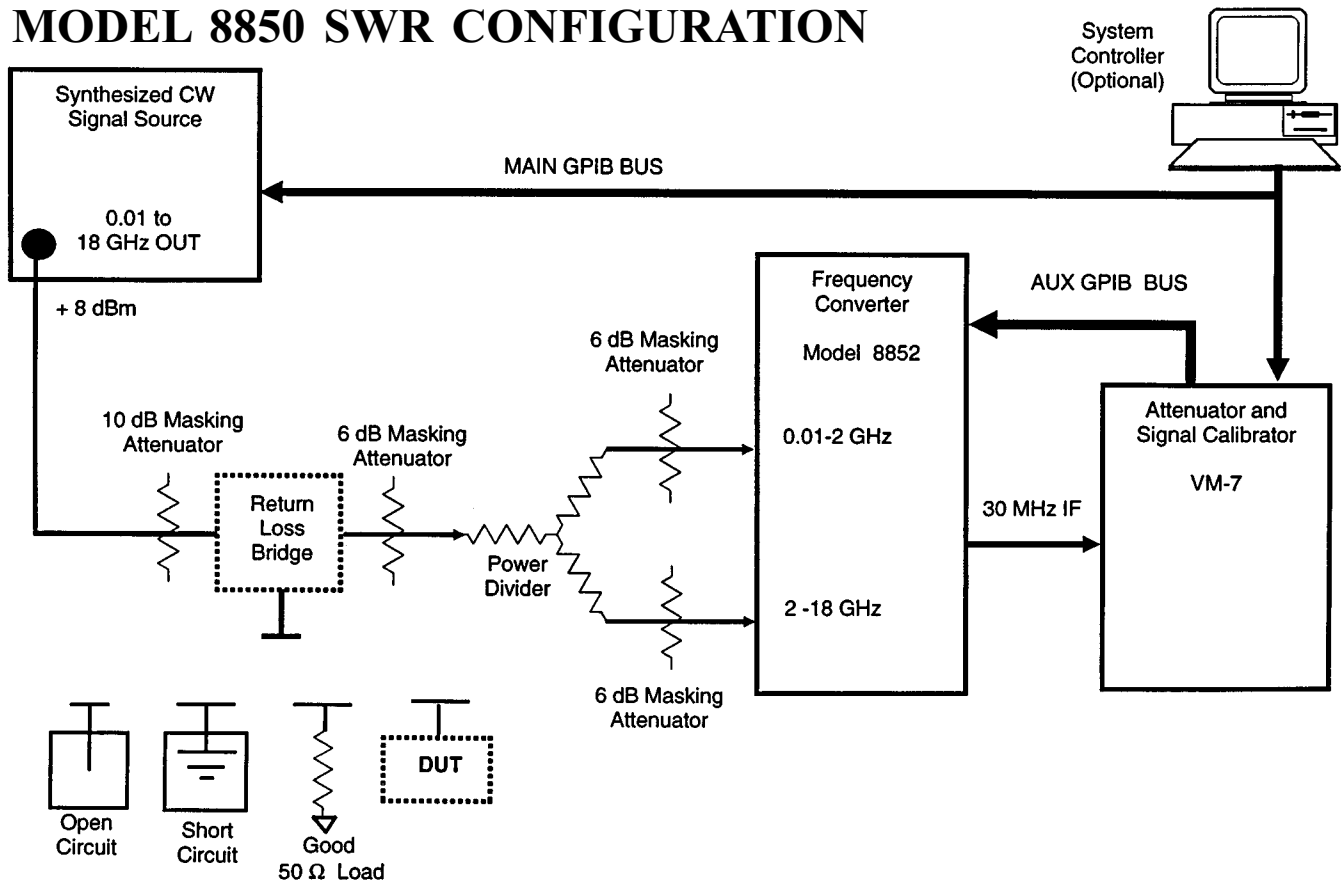 MODEL 8850 SWR CONFIGURATION
System
Controller
(Optional)
Synthesized CW
Signal Source
0.01 to
18 GHz OUT
MAIN GPIB BUS
+ 8 dBm
Frequency
Converter
Model 8852
0.01-2 GHz
2 -18 GHz
AUX GPIB BUS
6 dB Masking
Attenuator
10 dB Masking
Attenuator
6 dB Masking
Attenuator
Return
Loss
Bridge
Power
Divider
6 dB Masking
Attenuator
30 MHz IF
Attenuator and
Signal Calibrator
VM-7
Open
Circuit
Short
Circuit
Good
50 Ω Load
DUT